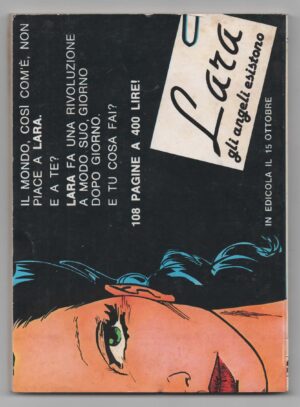 Lara
gli angeli esistono
IL MONDO, COSÌ COM'È, NON
PIACE A LARA.
E A TE?
LARA FA UNA RIVOLUZIONE
A MODO SUO GIORNO
DOPO GIORNO.
E TU COSA FAI?
108 PAGINE A 400 LIRE!
IN EDICOLA IL 15 OTTOBRE